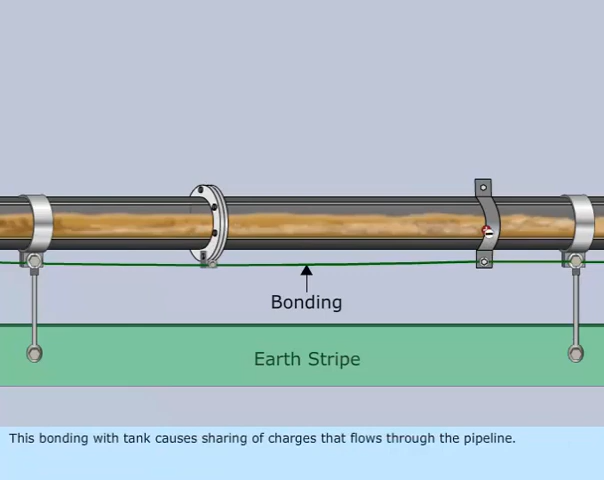 Bonding
Earth Stripe
This bonding with tank causes sharing of charges that flows through the pipeline.